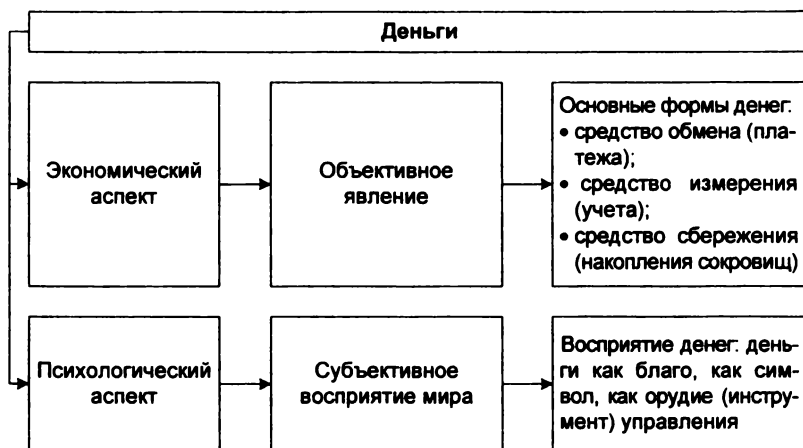 Деньги
Экономический
аспект
Объективное
явление
Основные формы денег:
• средство обмена (пла-
тежа);
• средство измерения
(учета);
• средство сбережения
(накопления сокровищ)
Психологический
аспект
Субъективное
восприятие мира
Восприятие денег: день-
ги как благо, как сим-
вол, как орудие (инстру-
мент) управления